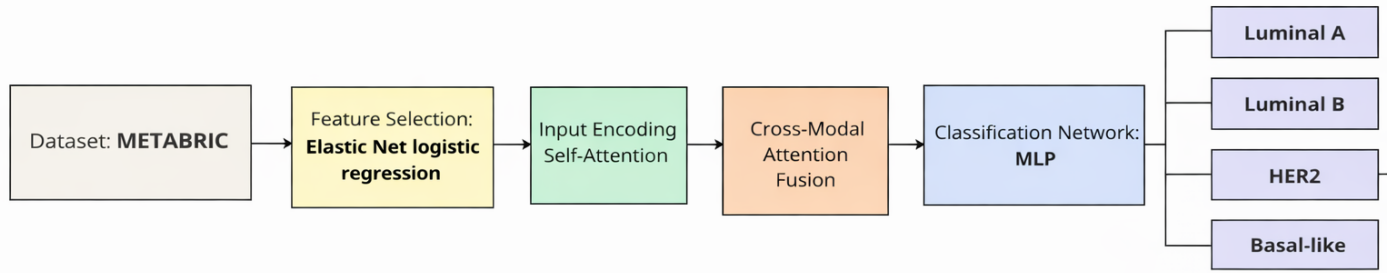 Dataset: METABRIC
Feature Selection:
Elastic Net logistic
regression
Input Encoding
Self-Attention
Cross-Modal
Attention
Fusion
Classification Network:
MLP
Luminal A
Luminal B
HER2
Basal-like